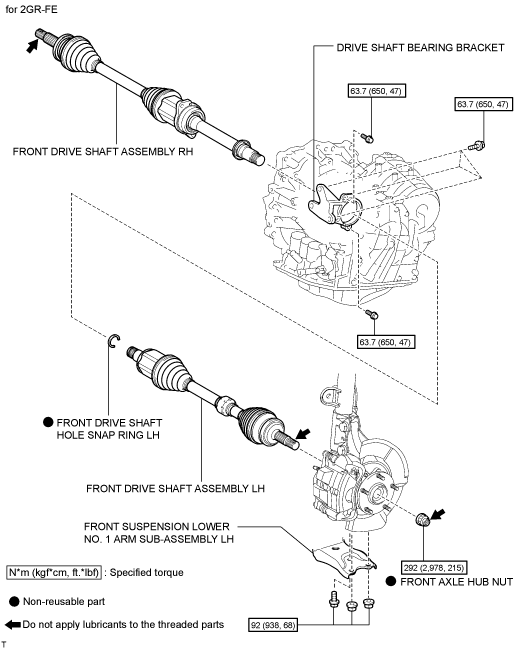 for 2GR-FE
DRIVE SHAFT BEARING BRACKET
63.7 (650, 47)
63.7 (650, 47)
FRONT DRIVE SHAFT ASSEMBLY RH
63.7 (650, 47)
● FRONT DRIVE SHAFT
HOLE SNAP RING LH
FRONT DRIVE SHAFT ASSEMBLY LH
FRONT SUSPENSION LOWER
NO. 1 ARM SUB-ASSEMBLY LH
292 (2,978, 215)
● FRONT AXLE HUB NUT
N*m (kgf*cm, ft.*lbf) : Specified torque
● Non-reusable part
Do not apply lubricants to the threaded parts
92 (938, 68)
T